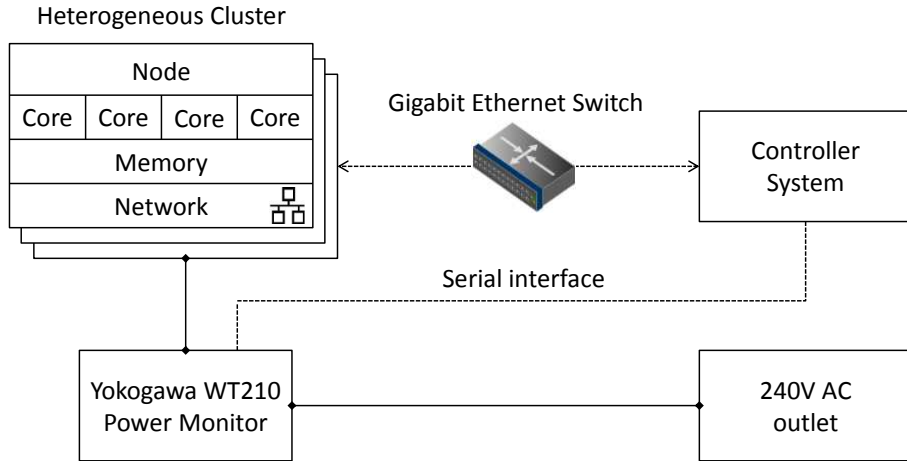 Heterogeneous Cluster
Node
Core Core Core Core
Memory
Network
Gigabit Ethernet Switch
Controller
System
Serial interface
Yokogawa WT210
Power Monitor
240V AC
outlet